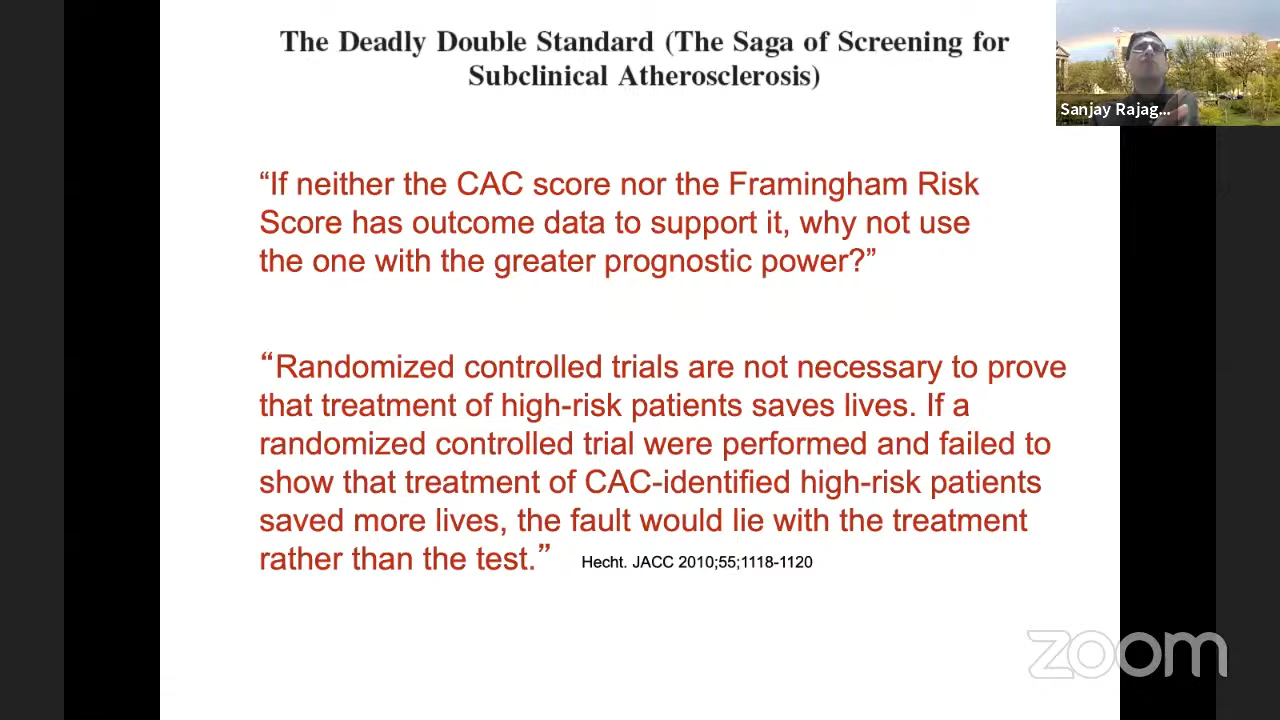 The Deadly Double Standard (The Saga of Screening for
Subclinical Atherosclerosis)
Sanjay Rajag...
“If neither the CAC score nor the Framingham Risk
Score has outcome data to support it, why not use
the one with the greater prognostic power?”
“Randomized controlled trials are not necessary to prove
that treatment of high-risk patients saves lives. If a
randomized controlled trial were performed and failed to
show that treatment of CAC-identified high-risk patients
saved more lives, the fault would lie with the treatment
rather than the test.” Hecht. JACC 2010;55;1118-1120
zoom